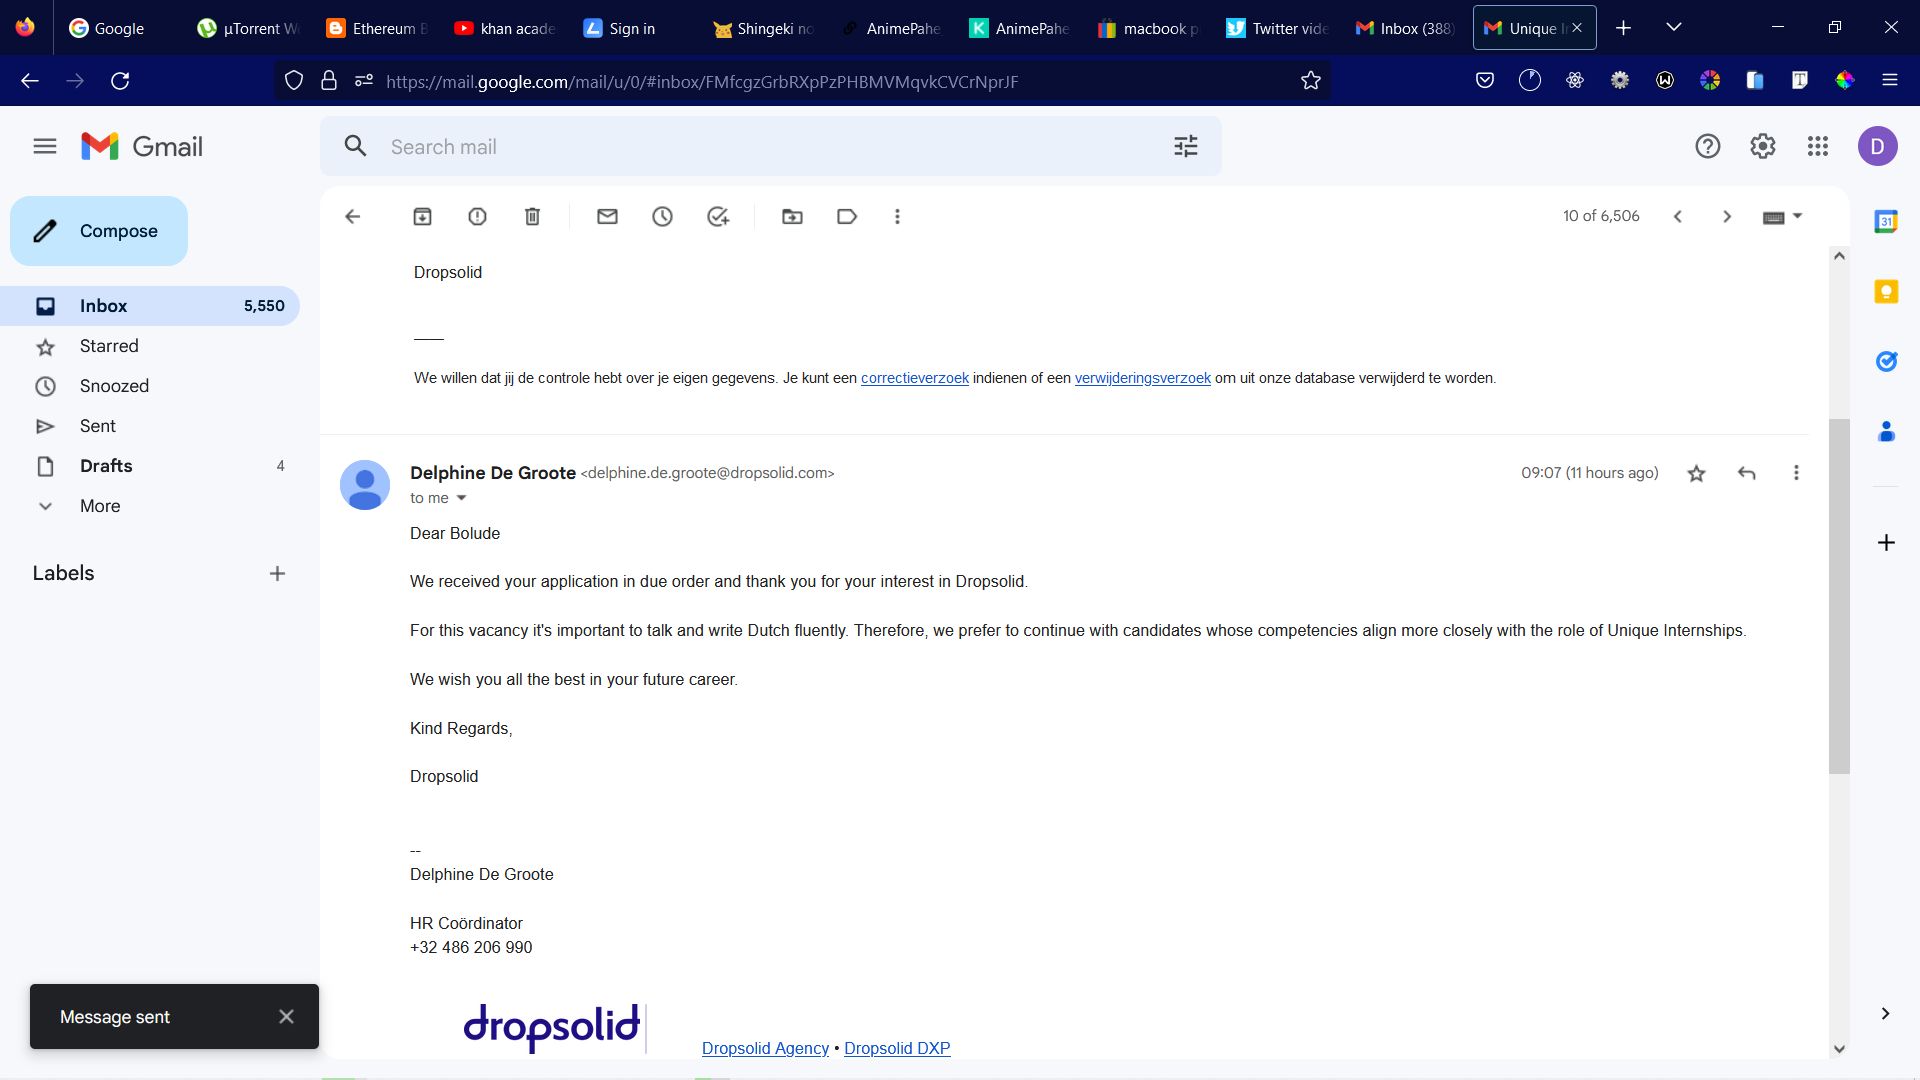 Google
µTorrent W
Ethereum B
khan acade
Sign in
Shingeki no
AnimePahe
AnimePahe
macbook p
Twitter vide
Inbox (388)
Unique I
https://mail.google.com/mail/u/0/#inbox/FMfcgzGrbRXpPzPHBMVMqvkCVCrNprJF
Gmail
Search mail
D
Compose
10 of 6,506
31
Inbox 5,550
Starred
Snoozed
Sent
Drafts 4
More
Labels
Dropsolid
____
We willen dat jij de controle hebt over je eigen gegevens. Je kunt een correctieverzoek indienen of een verwijderingsverzoek om uit onze database verwijderd te worden.
Delphine De Groote <delphine.de.groote@dropsolid.com>
09:07 (11 hours ago)
to me
Dear Bolude
We received your application in due order and thank you for your interest in Dropsolid.
For this vacancy it's important to talk and write Dutch fluently. Therefore, we prefer to continue with candidates whose competencies align more closely with the role of Unique Internships.
We wish you all the best in your future career.
Kind Regards,
Dropsolid
--
Delphine De Groote
HR Coördinator
+32 486 206 990
dropsolid
Dropsolid Agency • Dropsolid DXP
Message sent